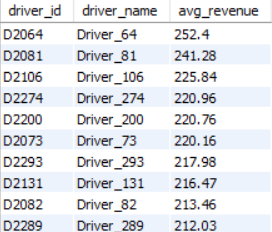 driver_id driver_name avg_revenue
D2064 Driver_64 252.4
D2081 Driver_81 241.28
D2106 Driver_106 225.84
D2274 Driver_274 220.96
D2200 Driver_200 220.76
D2073 Driver_73 220.16
D2293 Driver_293 217.98
D2131 Driver_131 216.47
D2082 Driver_82 213.46
D2289 Driver_289 212.03